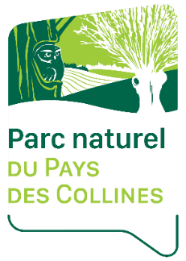 Parc naturel
DU PAYS
DES COLLINES